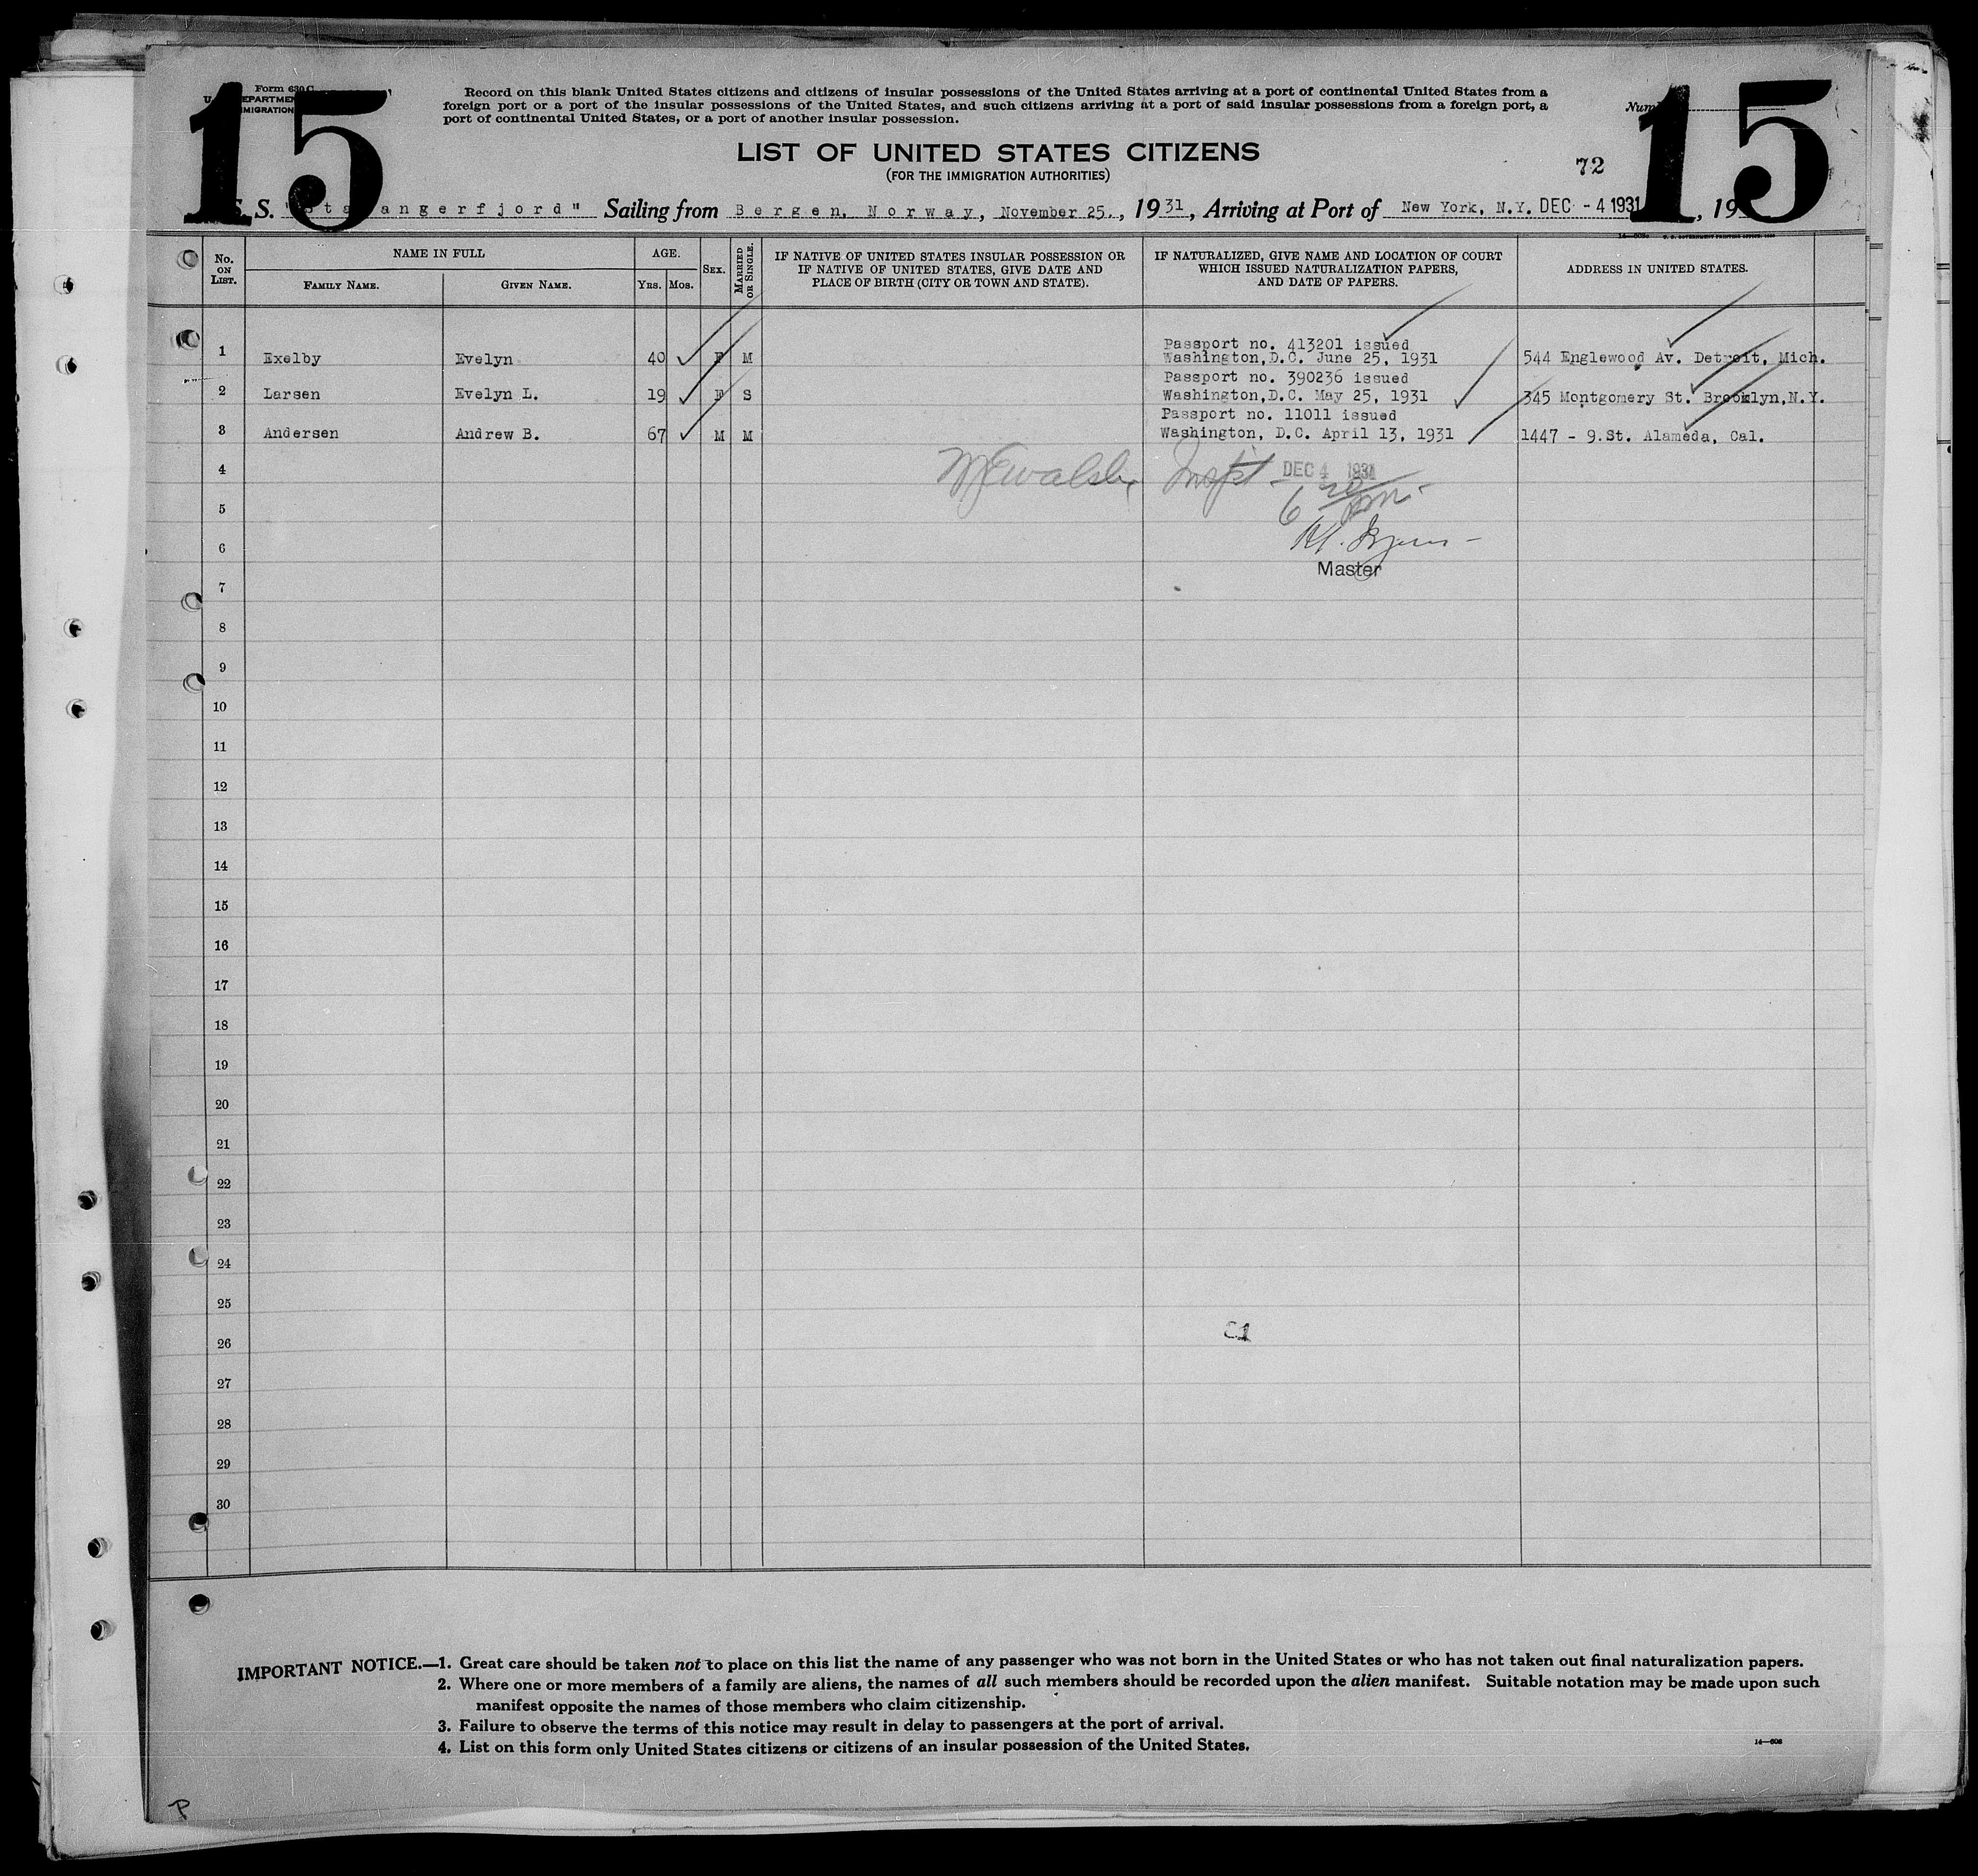 15
15
Form 630 C
Record on this blank United States citizens and citizens of insular possessions of the United States arriving at a port of continental United States from a
foreign port or a port of the insular possessions of the United States, and such citizens arriving at a port of said insular possessions from a foreign port, a
port of continental United States, or a port of another insular possession.
LIST OF UNITED STATES CITIZENS
(FOR THE IMMIGRATION AUTHORITIES)
72
S. S. "Stavangerfjord" Sailing from Bergen, Norway, November 25., 1931, Arriving at Port of New York, N.Y. DEC - 4 1931, 19
No. ON LIST.
NAME IN FULL
FAMILY NAME.
GIVEN NAME.
AGE.
YRS.
MOS.
SEX.
MARRIED OR SINGLE.
IF NATIVE OF UNITED STATES INSULAR POSSESSION OR
IF NATIVE OF UNITED STATES, GIVE DATE AND
PLACE OF BIRTH (CITY OR TOWN AND STATE).
IF NATURALIZED, GIVE NAME AND LOCATION OF COURT
WHICH ISSUED NATURALIZATION PAPERS,
AND DATE OF PAPERS.
ADDRESS IN UNITED STATES.
Passport no. 413201 issued
1 Exelby Evelyn 40 F M Washington, D.C. June 25, 1931 544 Englewood Av. Detroit, Mich.
Passport no. 390236 issued
2 Larsen Evelyn L. 19 F S Washington, D.C. May 25, 1931 345 Montgomery St. Brooklyn, N.Y.
Passport no. 11011 issued
3 Andersen Andrew B. 67 M M Washington, D.C. April 13, 1931 1447 - 9.St. Alameda, Cal.
4 Walsh DEC 4 1931
5
6
Master
7
8
9
10
11
12
13
14
15
16
17
18
19
20
21
22
23
24
25
26
27
28
29
30
IMPORTANT NOTICE.—1. Great care should be taken not to place on this list the name of any passenger who was not born in the United States or who has not taken out final naturalization papers.
2. Where one or more members of a family are aliens, the names of all such members should be recorded upon the alien manifest. Suitable notation may be made upon such
manifest opposite the names of those members who claim citizenship.
3. Failure to observe the terms of this notice may result in delay to passengers at the port of arrival.
4. List on this form only United States citizens or citizens of an insular possession of the United States.
14—608
P